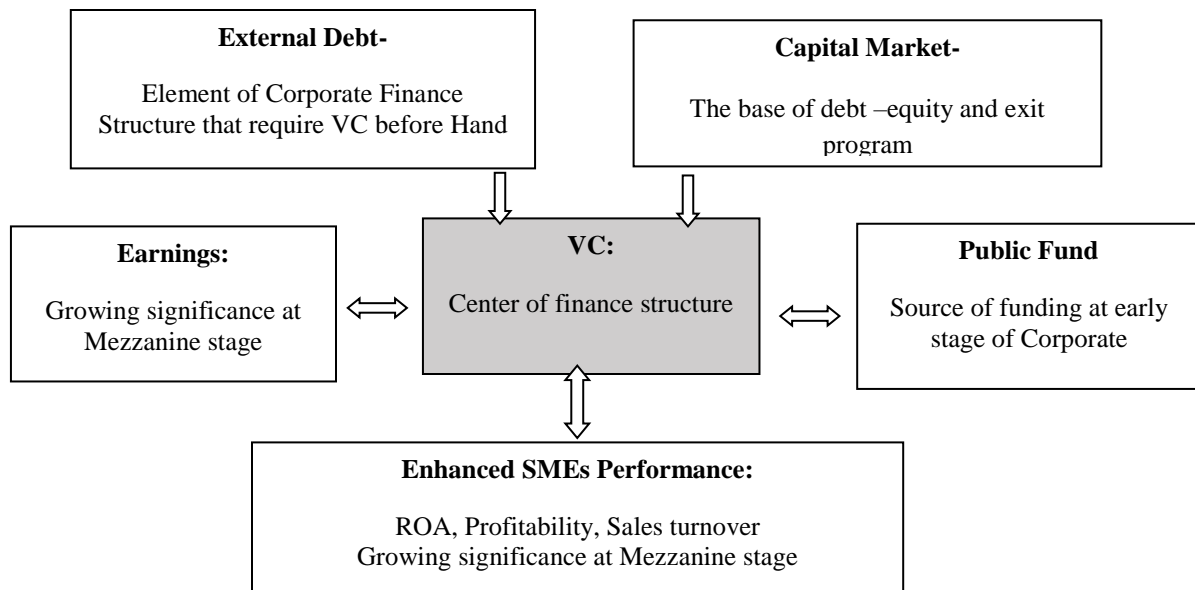 External Debt-
Element of Corporate Finance
Structure that require VC before Hand
Capital Market-
The base of debt –equity and exit
program
Earnings:
Growing significance at
Mezzanine stage
VC:
Center of finance structure
Public Fund
Source of funding at early
stage of Corporate
Enhanced SMEs Performance:
ROA, Profitability, Sales turnover
Growing significance at Mezzanine stage